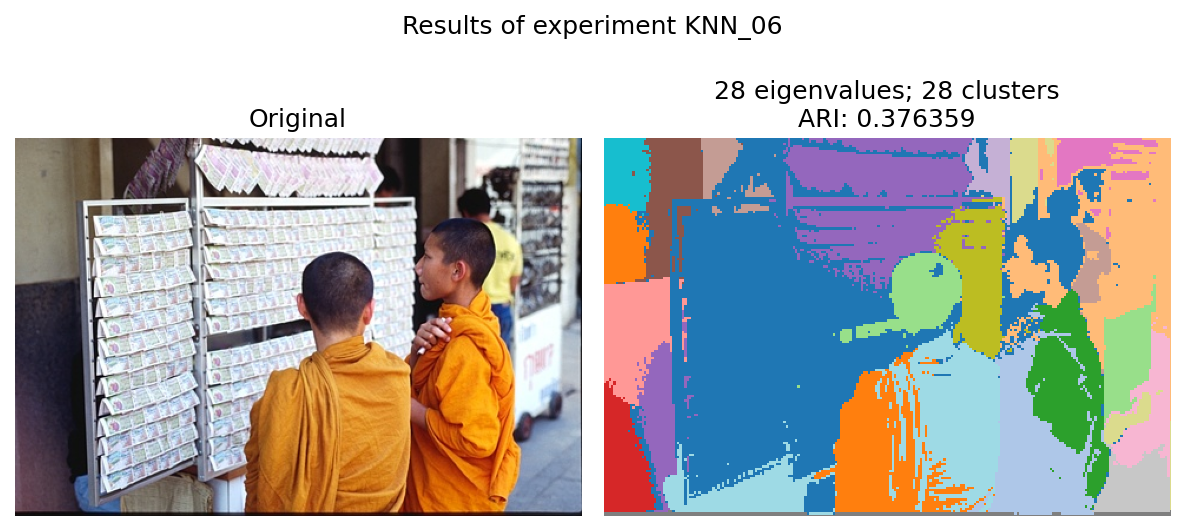 Results of experiment KNN_06
Original
28 eigenvalues; 28 clusters
ARI: 0.376359